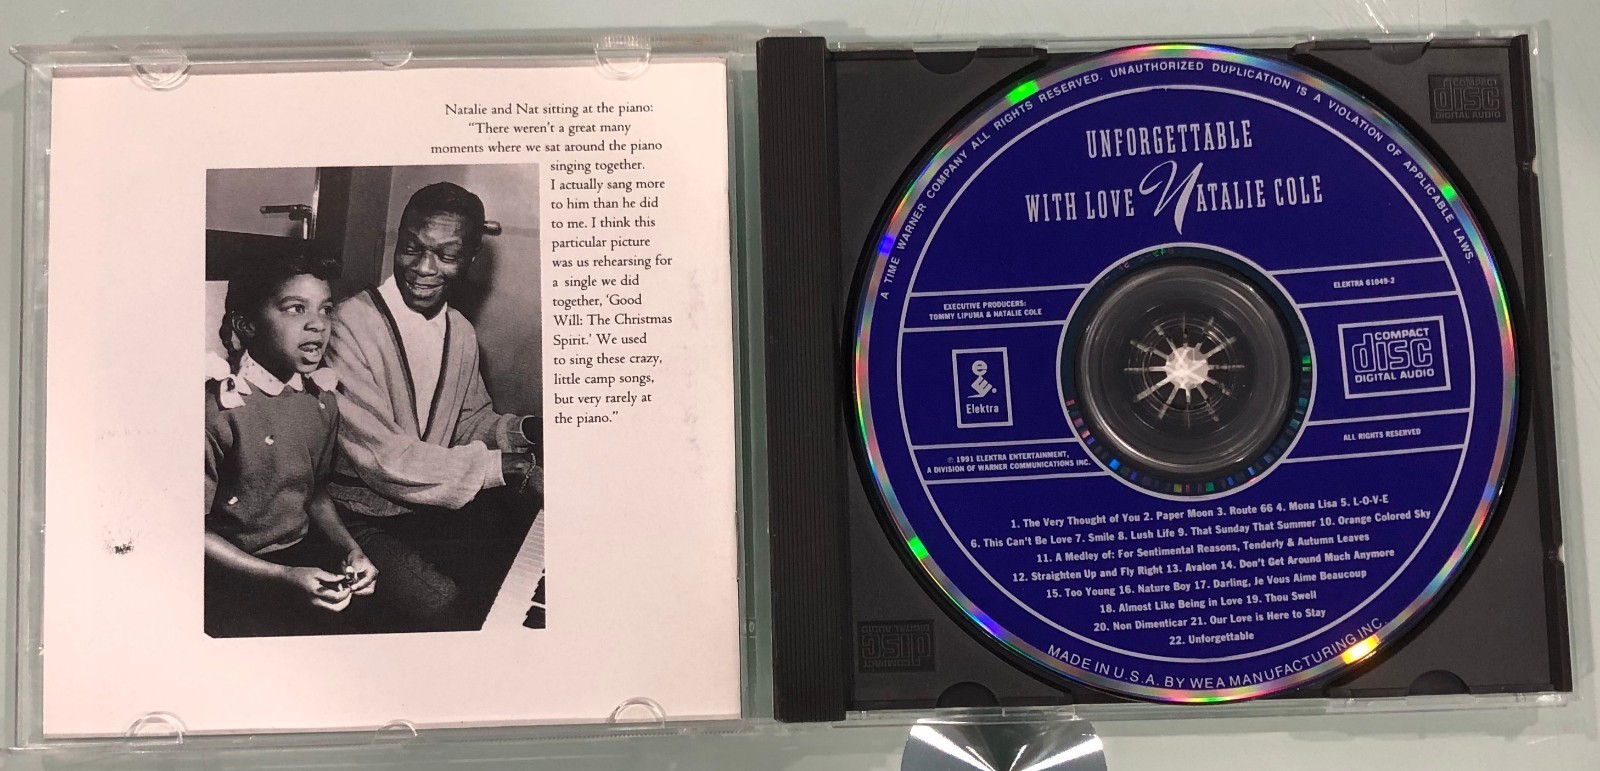 Natalie and Nat sitting at the piano:
“There weren't a great many
moments where we sat around the piano
singing together.
I actually sang more
to him than he did
to me. I think this
particular picture
was us rehearsing for
a single we did
together, ‘Good
Will: The Christmas
Spirit.’ We used
to sing these crazy,
little camp songs,
but very rarely at
the piano.”
A TIME WARNER COMPANY ALL RIGHTS RESERVED. UNAUTHORIZED DUPLICATION IS A VIOLATION OF APPLICABLE LAWS.
UNFORGETTABLE
WITH LOVE NATALIE COLE
EXECUTIVE PRODUCERS:
TOMMY LIPUMA & NATALIE COLE
ELEKTRA 61049-2
Elektra
COMPACT
disc
DIGITAL AUDIO
ALL RIGHTS RESERVED
℗ 1991 ELEKTRA ENTERTAINMENT,
A DIVISION OF WARNER COMMUNICATIONS INC.
1. The Very Thought of You 2. Paper Moon 3. Route 66 4. Mona Lisa 5. L-O-V-E
6. This Can't Be Love 7. Smile 8. Lush Life 9. That Sunday That Summer 10. Orange Colored Sky
11. A Medley of: For Sentimental Reasons, Tenderly & Autumn Leaves
12. Straighten Up and Fly Right 13. Avalon 14. Don't Get Around Much Anymore
15. Too Young 16. Nature Boy 17. Darling, Je Vous Aime Beaucoup
18. Almost Like Being in Love 19. Thou Swell
20. Non Dimenticar 21. Our Love is Here to Stay
22. Unforgettable
MADE IN U.S.A. BY WEA MANUFACTURING INC.
COMPACT
disc
DIGITAL AUDIO
COMPACT
disc
DIGITAL AUDIO